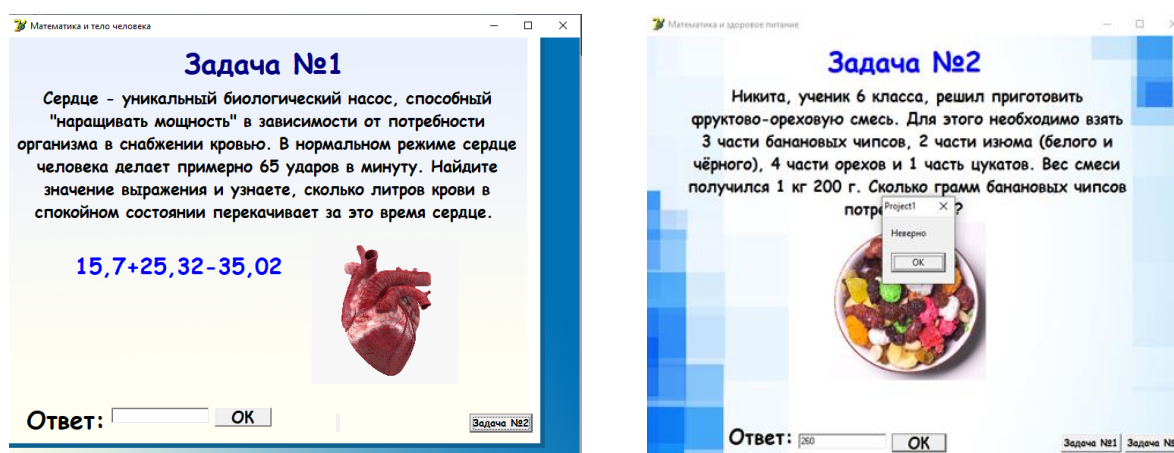 Математика и тело человека
Задача №1
Сердце - уникальный биологический насос, способный
"наращивать мощность" в зависимости от потребности
организма в снабжении кровью. В нормальном режиме сердце
человека делает примерно 65 ударов в минуту. Найдите
значение выражения и узнаете, сколько литров крови в
спокойном состоянии перекачивает за это время сердце.
15,7+25,32-35,02
Ответ:
OK
Задача №2
Математика и здоровое питание
Задача №2
Никита, ученик 6 класса, решил приготовить
фруктово-ореховую смесь. Для этого необходимо взять
3 части банановых чипсов, 2 части изюма (белого и
чёрного), 4 части орехов и 1 часть цукатов. Вес смеси
получился 1 кг 200 г. Сколько грамм банановых чипсов
потре ?
Project1
Неверно
OK
Ответ: 260
OK
Задача №1
Задача №